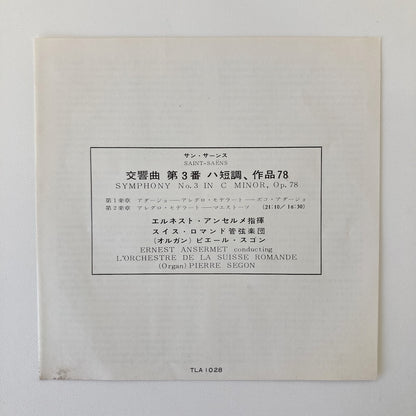 サン・サーンス
SAINT-SAËNS
交響曲 第3番 ハ短調、作品78
SYMPHONY No.3 IN C MINOR, Op.78
第1楽章 アダージョ—アレグロ・モデラート—ポコ・アダージョ
第2楽章 アレグロ・モデラート—マエストーソ (21:10/16:30)
エルネスト・アンセルメ指揮
スイス・ロマンド管弦楽団
(オルガン) ピエール・スゴン
ERNEST ANSERMET conducting
L'ORCHESTRE DE LA SUISSE ROMANDE
(Organ) PIERRE SEGON
TLA 1028